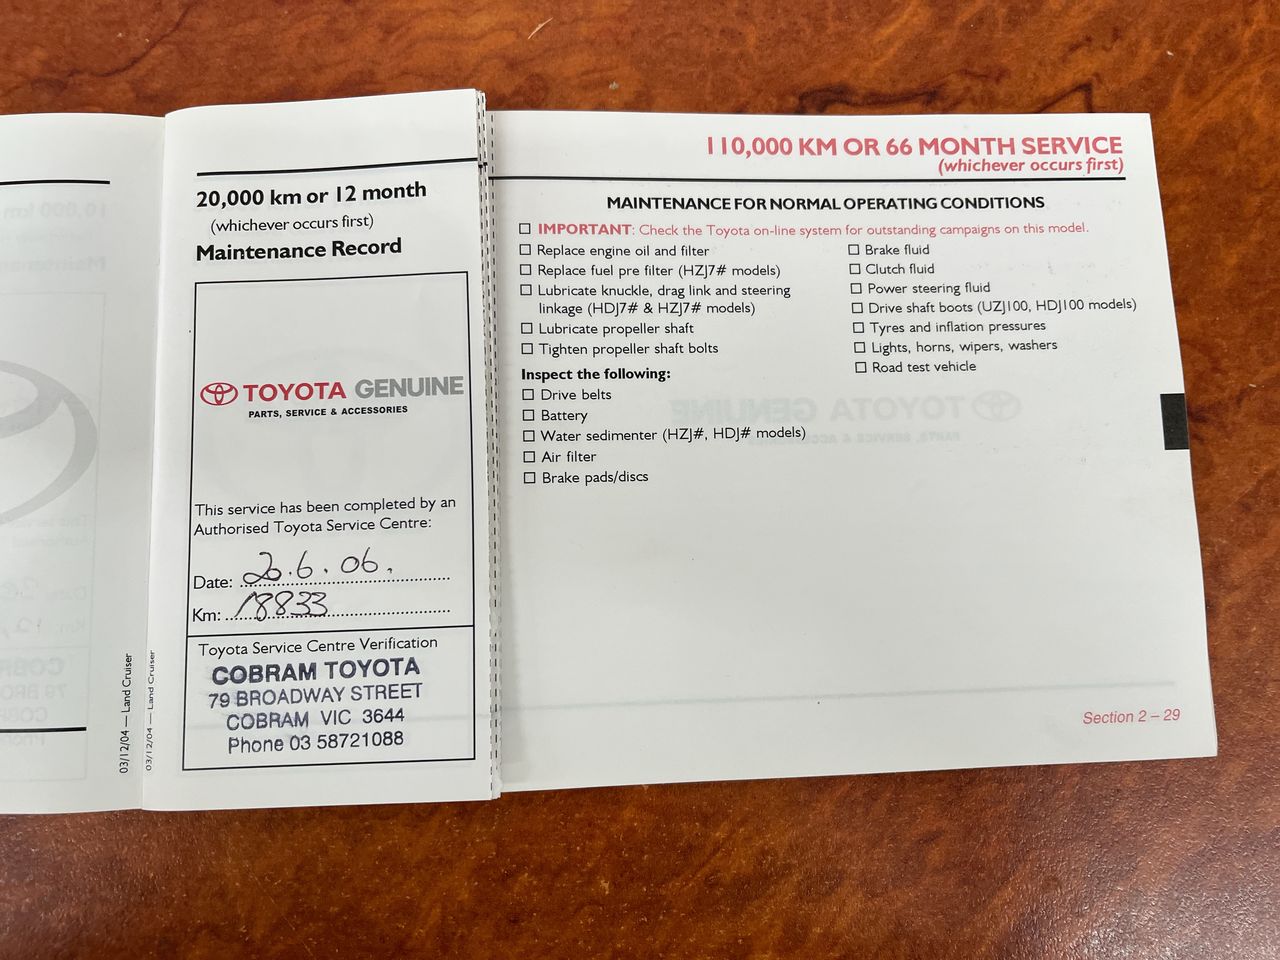 20,000 km or 12 month
(whichever occurs first)
Maintenance Record
TOYOTA GENUINE
PARTS, SERVICE & ACCESSORIES
This service has been completed by an
Authorised Toyota Service Centre:
Date: 20.6.06.
Km: 18833
Toyota Service Centre Verification
COBRAM TOYOTA
79 BROADWAY STREET
COBRAM VIC 3644
Phone 03 58721088
03/12/04 — Land Cruiser
03/12/04 — Land Cruiser
110,000 KM OR 66 MONTH SERVICE
(whichever occurs first)
MAINTENANCE FOR NORMAL OPERATING CONDITIONS
IMPORTANT: Check the Toyota on-line system for outstanding campaigns on this model.
Replace engine oil and filter
Replace fuel pre filter (HZJ7# models)
Lubricate knuckle, drag link and steering
linkage (HDJ7# & HZJ7# models)
Lubricate propeller shaft
Tighten propeller shaft bolts
Inspect the following:
Drive belts
Battery
Water sedimenter (HZJ#, HDJ# models)
Air filter
Brake pads/discs
Brake fluid
Clutch fluid
Power steering fluid
Drive shaft boots (UZJ100, HDJ100 models)
Tyres and inflation pressures
Lights, horns, wipers, washers
Road test vehicle
Section 2 – 29